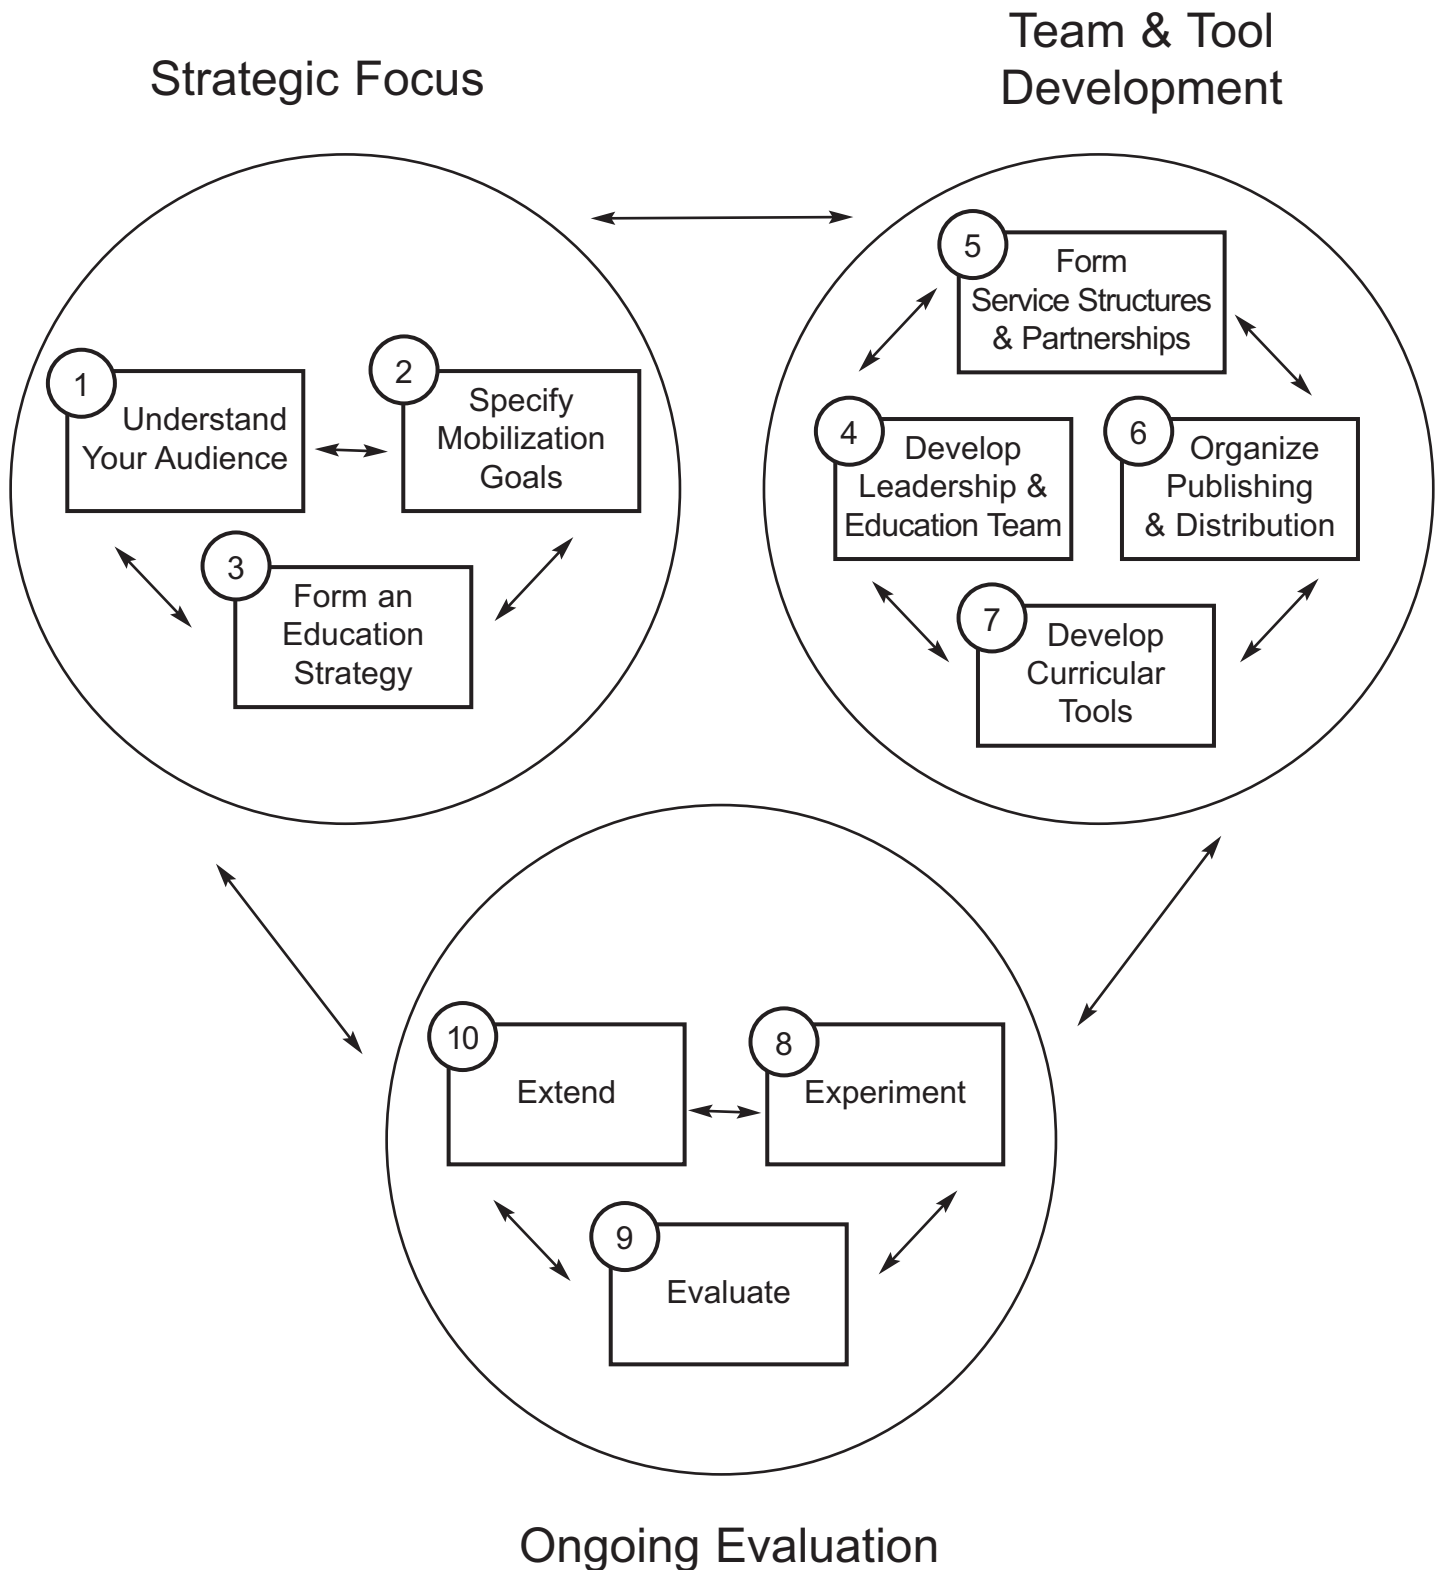 Strategic Focus
Team & Tool
Development
1
Understand
Your Audience
2
Specify
Mobilization
Goals
3
Form an
Education
Strategy
4
Develop
Leadership &
Education Team
5
Form
Service Structures
& Partnerships
6
Organize
Publishing
& Distribution
7
Develop
Curricular
Tools
8
Experiment
9
Evaluate
10
Extend
Ongoing Evaluation